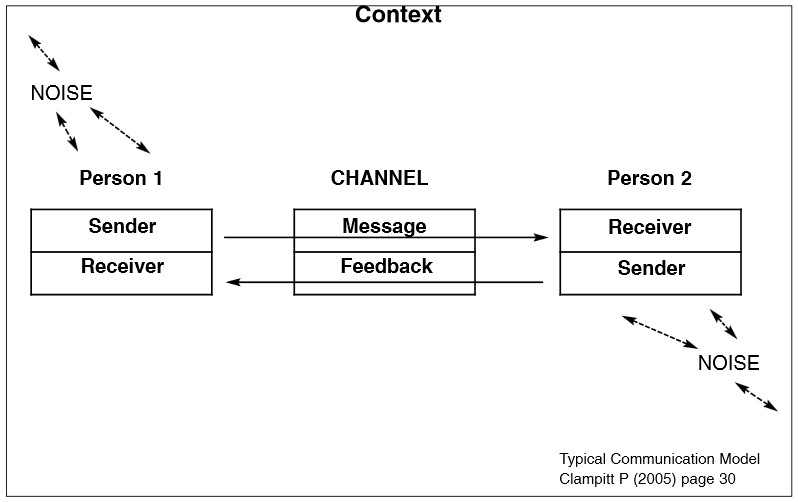 Context
NOISE
Person 1
CHANNEL
Person 2
Sender
Message
Receiver
Receiver
Feedback
Sender
NOISE
Typical Communication Model
Clampitt P (2005) page 30